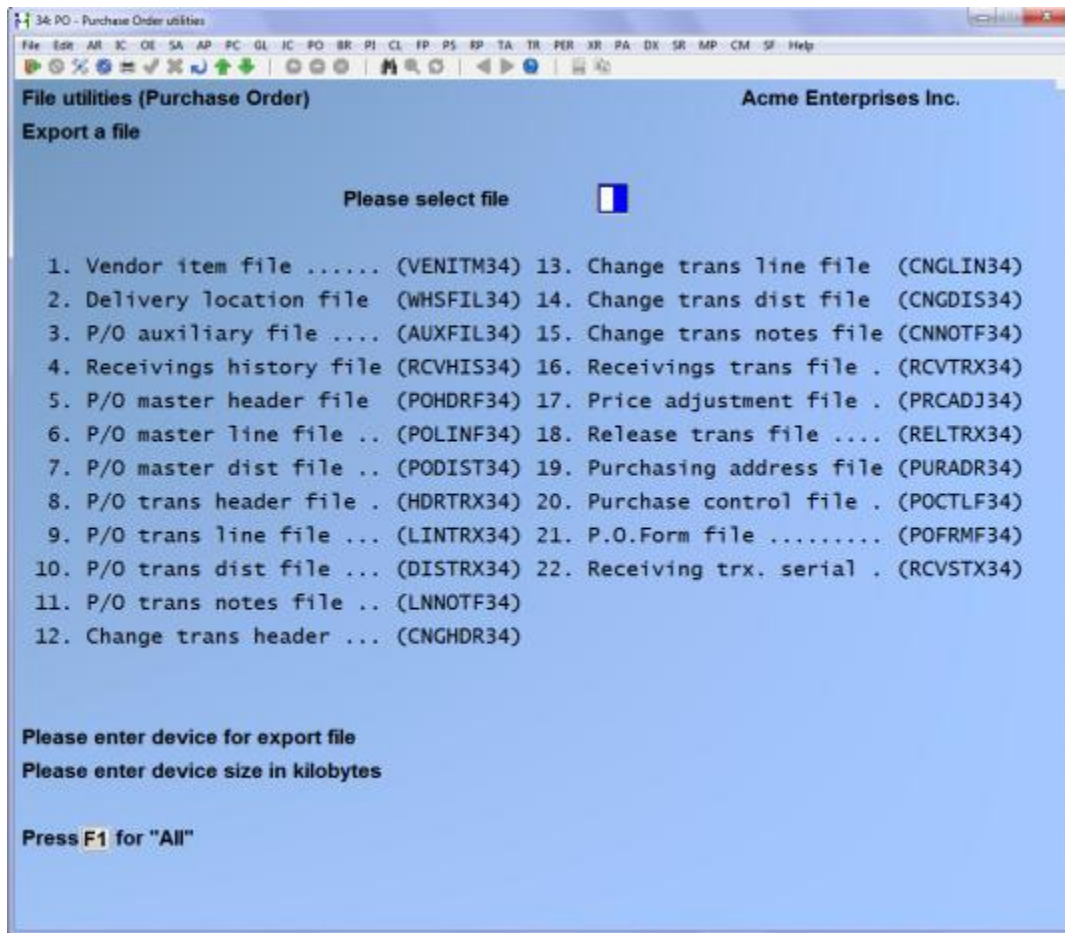 34: PO - Purchase Order utilities
File Edit AR IC OE SA AP PC GL IC PO BR PI CL FP PS RP TA TR PER XR PA DX SR MP CM SF Help
File utilities (Purchase Order) Acme Enterprises Inc.
Export a file
Please select file
1. Vendor item file ...... (VENITM34) 13. Change trans line file (CNGLIN34)
2. Delivery location file (WHSFIL34) 14. Change trans dist file (CNGDIS34)
3. P/O auxiliary file .... (AUXFIL34) 15. Change trans notes file (CNNOTF34)
4. Receivings history file (RCVHIS34) 16. Receivings trans file . (RCVTRX34)
5. P/O master header file (POHDRF34) 17. Price adjustment file . (PRCADJ34)
6. P/O master line file .. (POLINF34) 18. Release trans file .... (RELTRX34)
7. P/O master dist file .. (PODIST34) 19. Purchasing address file (PURADR34)
8. P/O trans header file . (HDRTRX34) 20. Purchase control file . (POCTLF34)
9. P/O trans line file ... (LINTRX34) 21. P.O.Form file ......... (POFRMF34)
10. P/O trans dist file ... (DISTRX34) 22. Receiving trx. serial . (RCVSTX34)
11. P/O trans notes file .. (LNNOTF34)
12. Change trans header ... (CNGHDR34)
Please enter device for export file
Please enter device size in kilobytes
Press F1 for "All"